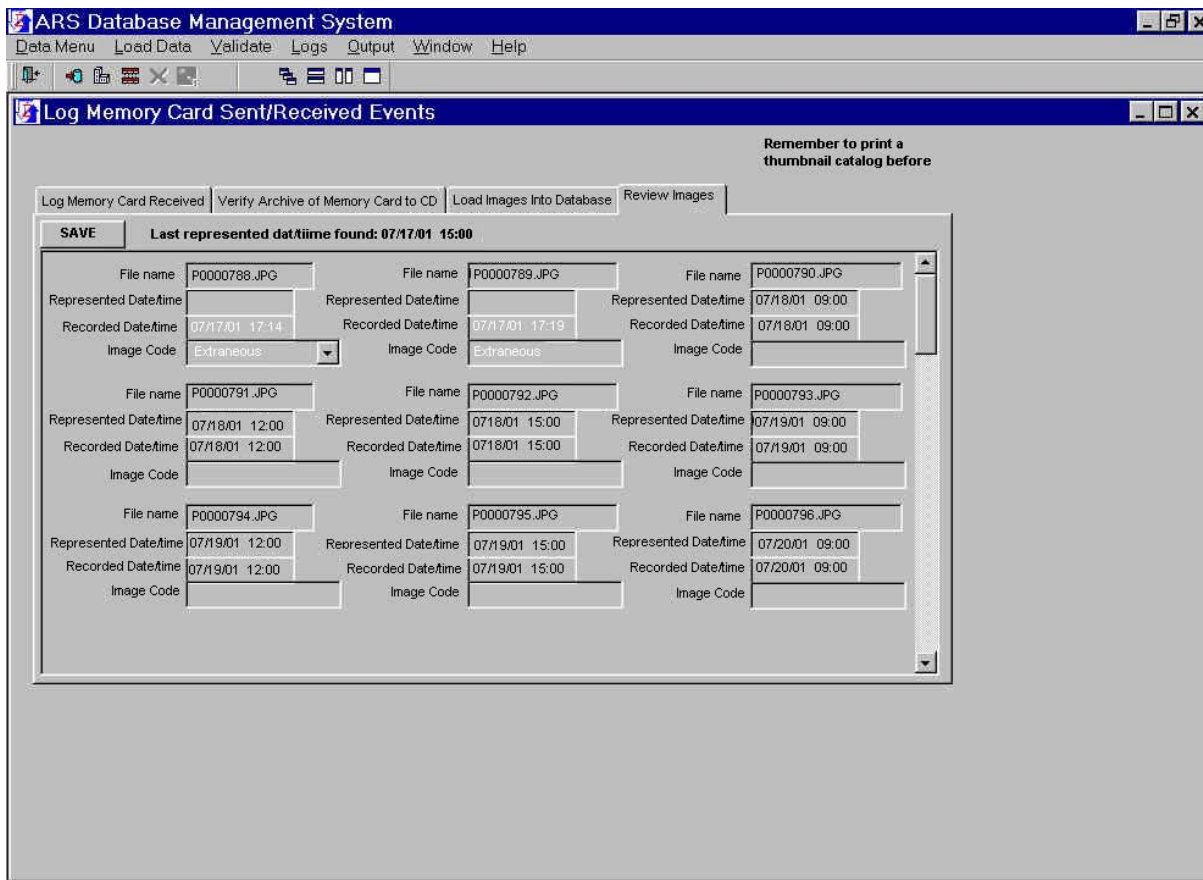 ARS Database Management System
Data Menu Load Data Validate Logs Output Window Help
Log Memory Card Sent/Received Events
Remember to print a
thumbnail catalog before
Log Memory Card Received Verify Archive of Memory Card to CD Load Images Into Database Review Images
SAVE Last represented dat/tiime found: 07/17/01 15:00
File name P0000788.JPG File name P0000789.JPG File name P0000790.JPG
Represented Date/time Represented Date/time Represented Date/time 07/18/01 09:00
Recorded Date/time 07/17/01 17:14 Recorded Date/time 07/17/01 17:19 Recorded Date/time 07/18/01 09:00
Image Code Extraneous Image Code Extraneous Image Code
File name P0000791.JPG File name P0000792.JPG File name P0000793.JPG
Represented Date/time 07/18/01 12:00 Represented Date/time 0718/01 15:00 Represented Date/time 07/19/01 09:00
Recorded Date/time 07/18/01 12:00 Recorded Date/time 0718/01 15:00 Recorded Date/time 07/19/01 09:00
Image Code Image Code Image Code
File name P0000794.JPG File name P0000795.JPG File name P0000796.JPG
Represented Date/time 07/19/01 12:00 Represented Date/time 07/19/01 15:00 Represented Date/time 07/20/01 09:00
Recorded Date/time 07/19/01 12:00 Recorded Date/time 07/19/01 15:00 Recorded Date/time 07/20/01 09:00
Image Code Image Code Image Code